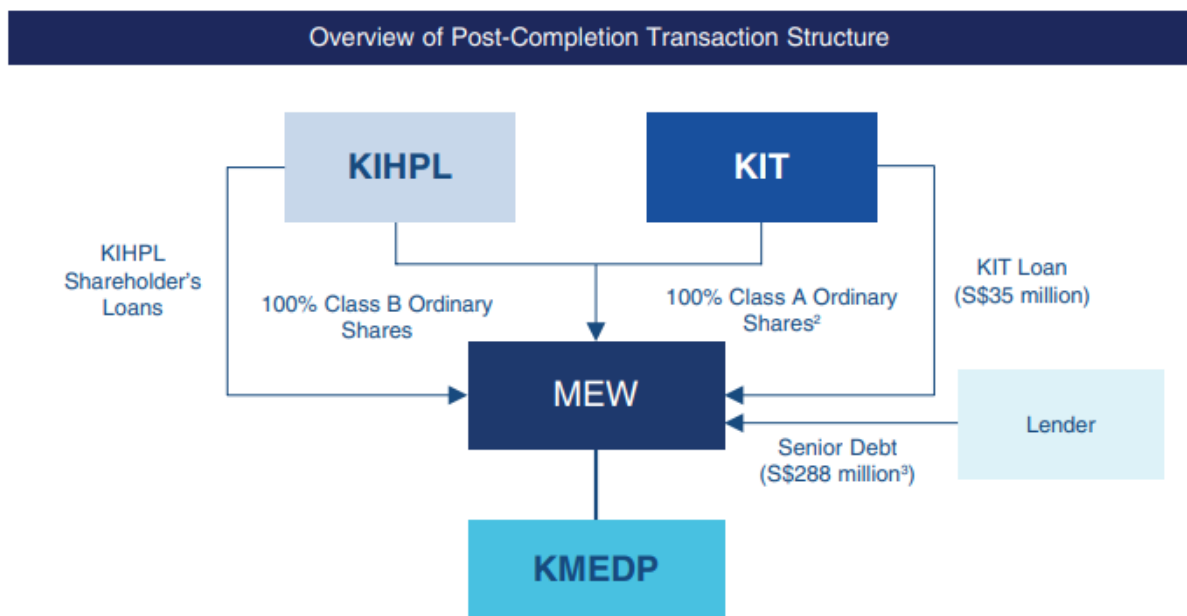 Overview of Post-Completion Transaction Structure
KIHPL
KIT
KIHPL
Shareholder’s
Loans
100% Class B Ordinary
Shares
100% Class A Ordinary
Shares²
KIT Loan
(S$35 million)
MEW
Lender
Senior Debt
(S$288 million³)
KMEDP